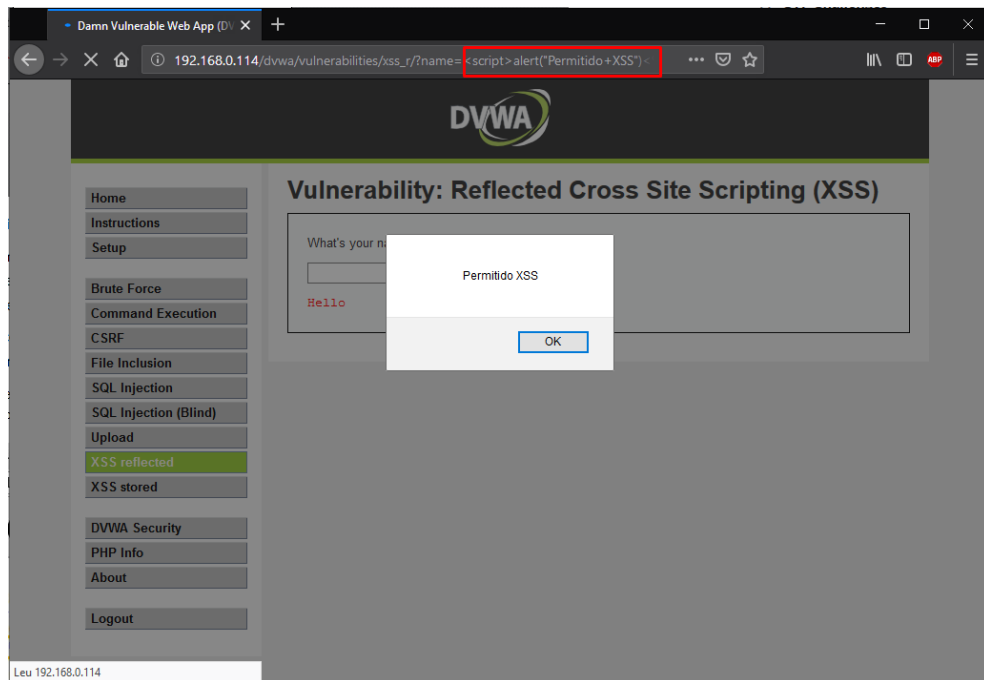 Damn Vulnerable Web App (DV
192.168.0.114/dvwa/vulnerabilities/xss_r/?name=<script>alert("Permitido+XSS")<
ABP
DVWA
Home
Instructions
Setup
Brute Force
Command Execution
CSRF
File Inclusion
SQL Injection
SQL Injection (Blind)
Upload
XSS reflected
XSS stored
DVWA Security
PHP Info
About
Logout
Vulnerability: Reflected Cross Site Scripting (XSS)
What's your n
Hello
Permitido XSS
OK
Leu 192.168.0.114